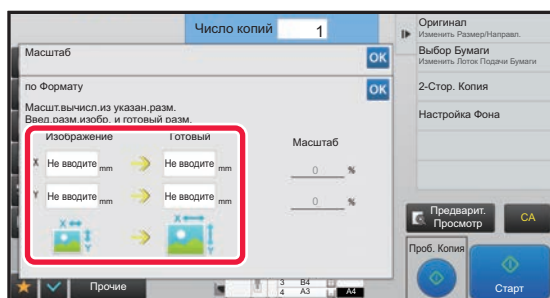 Число копий 1
Масштаб OK
по Формату OK
Масшт.вычисл.из указан.разм.
Введ.разм.изобр. и готовый разм.
Изображение Готовый Масштаб
X Не вводите mm Не вводите mm 0 %
Y Не вводите mm Не вводите mm 0 %
X Y X Y
Прочие
3 B4
4 A3 A4
Оригинал
Изменить Размер/Направл.
Выбор Бумаги
Изменить Лоток Подачи Бумаги
2-Стор. Копия
Настройка Фона
Предварит.
Просмотр
CA
Проб. Копия
Старт